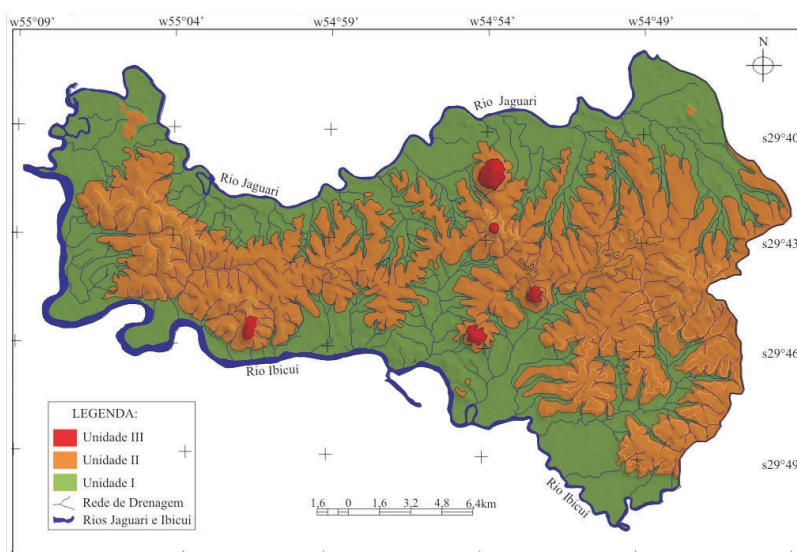 w55°09' w55°04' w54°59' w54°54' w54°49'
N
Rio Jaguari
s29°40'
Rio Jaguari
s29°43'
s29°46'
Rio Ibicui
LEGENDA:
Unidade III
Unidade II
Unidade I
Rede de Drenagem
Rios Jaguari e Ibicui
1,6 0 1,6 3,2 4,8 6,4km
Rio Ibicui
s29°49'